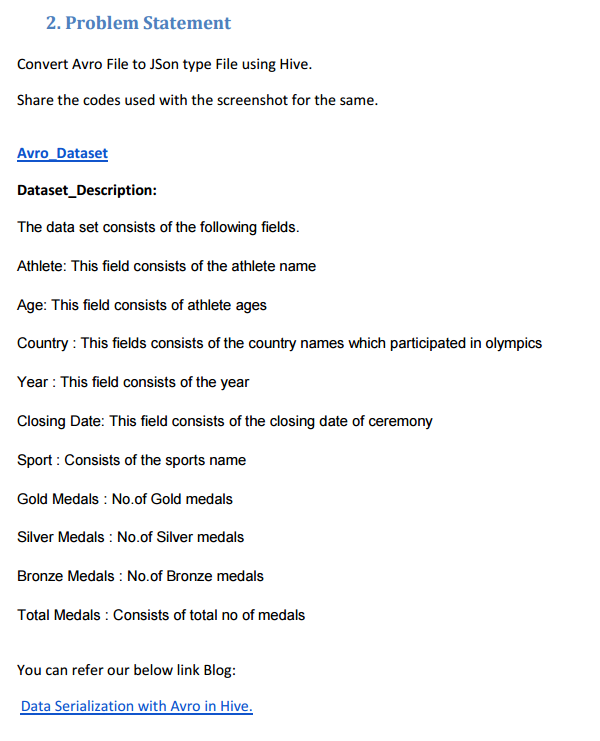 2. Problem Statement
Convert Avro File to JSon type File using Hive.
Share the codes used with the screenshot for the same.
Avro_Dataset
Dataset_Description:
The data set consists of the following fields.
Athlete: This field consists of the athlete name
Age: This field consists of athlete ages
Country : This fields consists of the country names which participated in olympics
Year : This field consists of the year
Closing Date: This field consists of the closing date of ceremony
Sport : Consists of the sports name
Gold Medals : No.of Gold medals
Silver Medals : No.of Silver medals
Bronze Medals : No.of Bronze medals
Total Medals : Consists of total no of medals
You can refer our below link Blog:
Data Serialization with Avro in Hive.